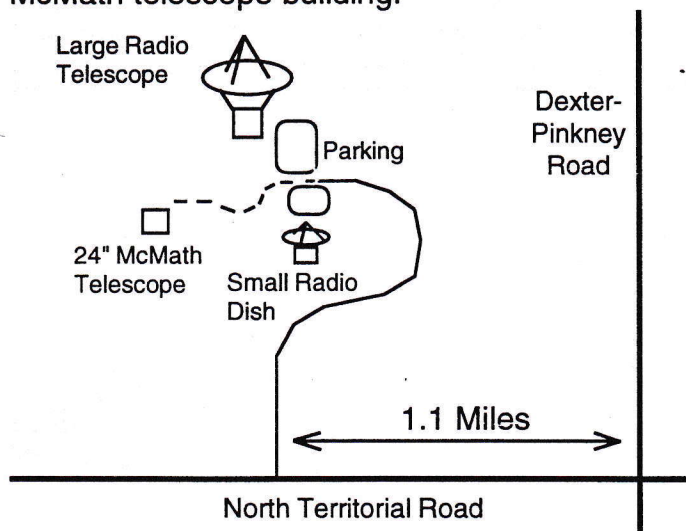 McMath telescope building.
Large Radio
Telescope
Dexter-
Pinkney
Road
Parking
24" McMath
Telescope
Small Radio
Dish
1.1 Miles
North Territorial Road